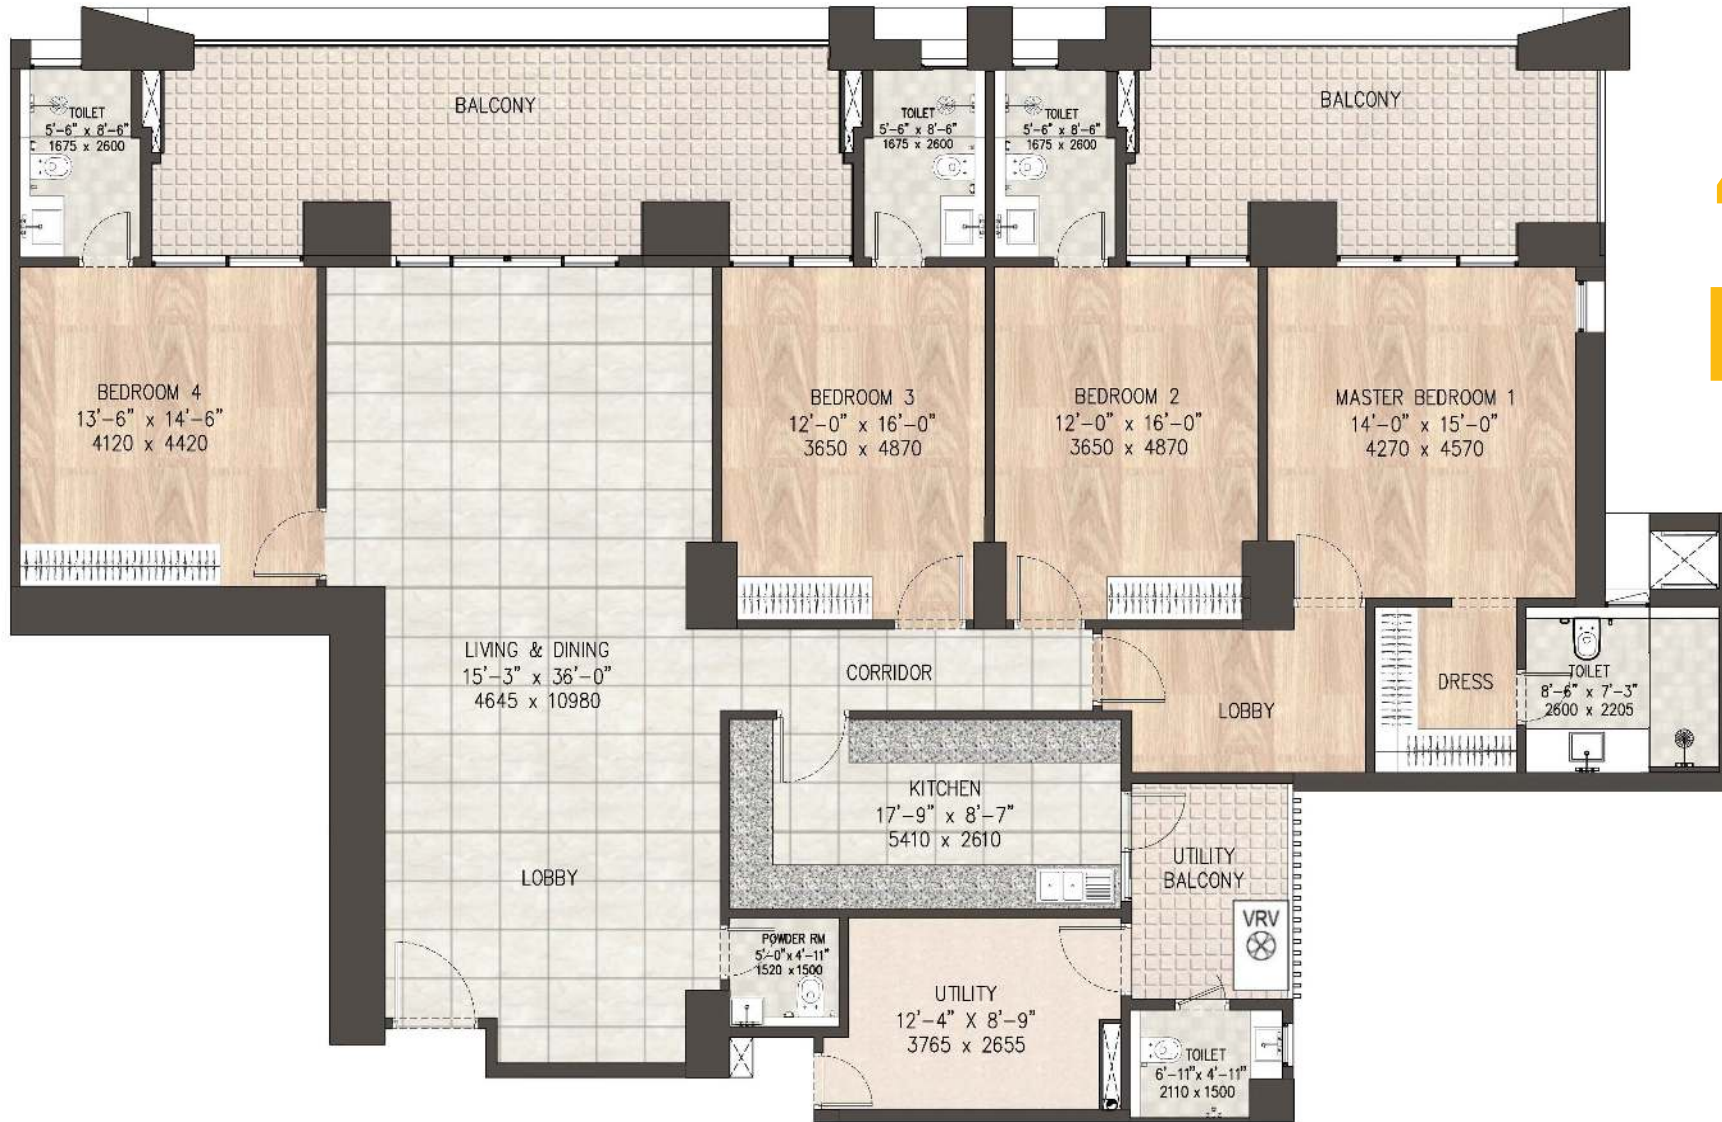 BALCONY
BALCONY
TOILET
5'-6" x 8'-6"
1675 x 2600
TOILET
5'-6" x 8'-6"
1675 x 2600
TOILET
5'-6" x 8'-6"
1675 x 2600
BEDROOM 4
13'-6" x 14'-6"
4120 x 4420
BEDROOM 3
12'-0" x 16'-0"
3650 x 4870
BEDROOM 2
12'-0" x 16'-0"
3650 x 4870
MASTER BEDROOM 1
14'-0" x 15'-0"
4270 x 4570
LIVING & DINING
15'-3" x 36'-0"
4645 x 10980
CORRIDOR
LOBBY
DRESS
TOILET
8'-6" x 7'-3"
2600 x 2205
KITCHEN
17'-9" x 8'-7"
5410 x 2610
LOBBY
UTILITY
BALCONY
VRV
POWDER RM
5'-0" x 4'-11"
1520 x 1500
UTILITY
12'-4" X 8'-9"
3765 x 2655
TOILET
6'-11" x 4'-11"
2110 x 1500